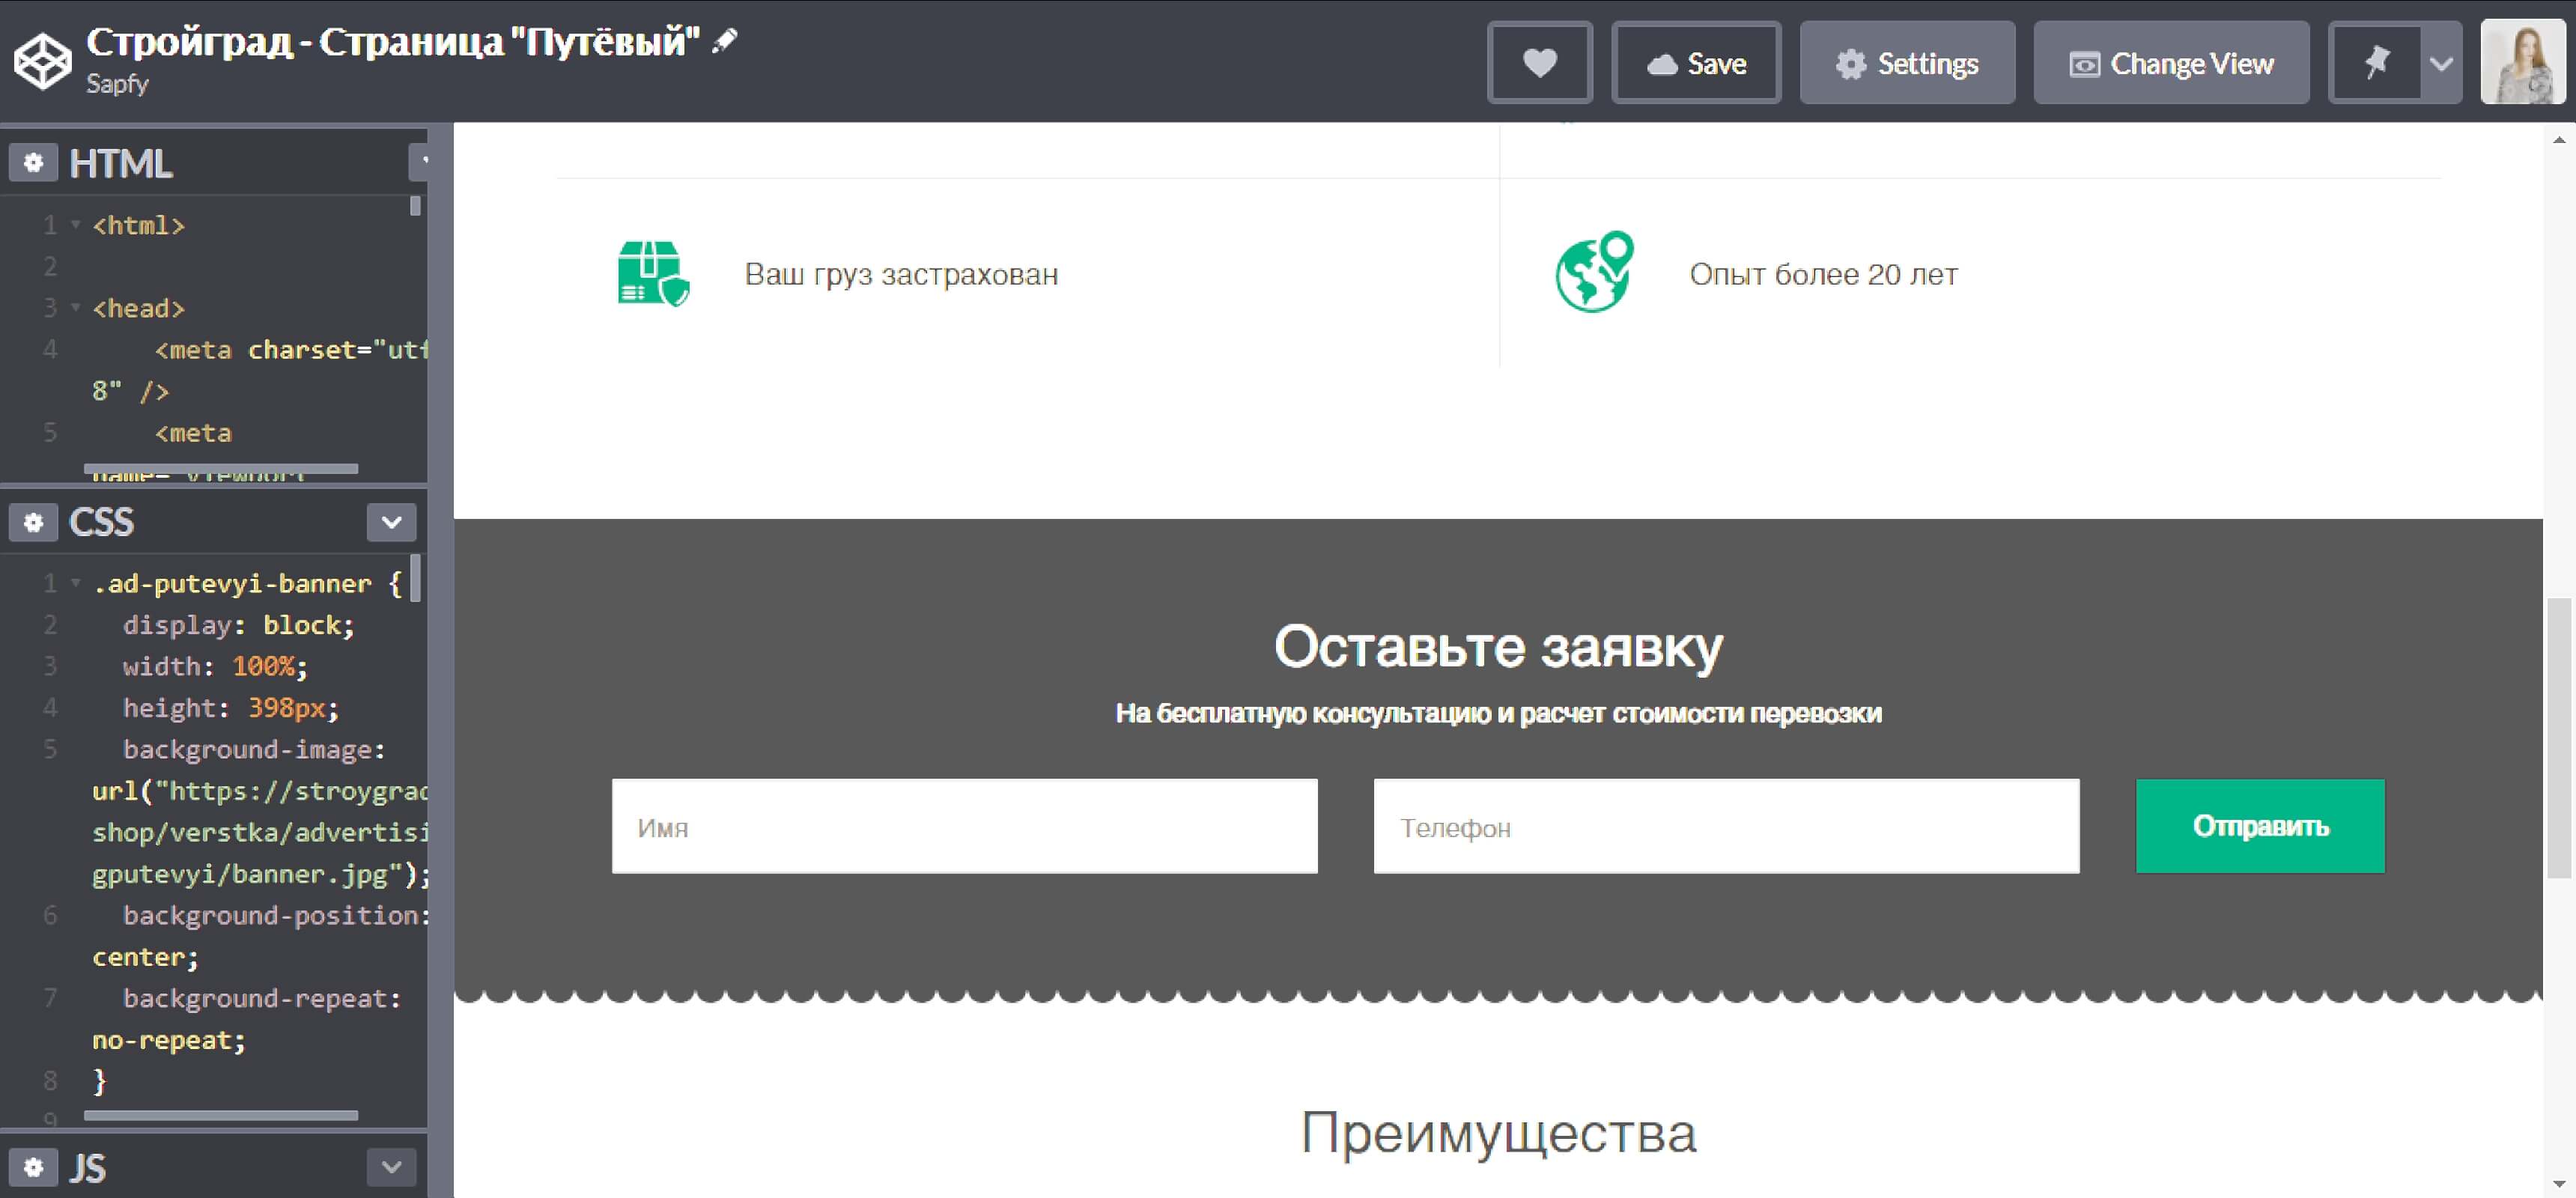 Стройград - Страница "Путёвый"
Sapfy
Save
Settings
Change View
HTML
1 <html>
2
3 <head>
4 <meta charset="utf
8" />
5 <meta
CSS
1 .ad-putevyi-banner {
2 display: block;
3 width: 100%;
4 height: 398px;
5 background-image:
url("https://stroygrad
shop/verstka/advertisi
gputevyi/banner.jpg");
6 background-position:
center;
7 background-repeat:
no-repeat;
8 }
9
JS
Ваш груз застрахован
Опыт более 20 лет
Оставьте заявку
На бесплатную консультацию и расчет стоимости перевозки
Имя
Телефон
Отправить
Преимущества